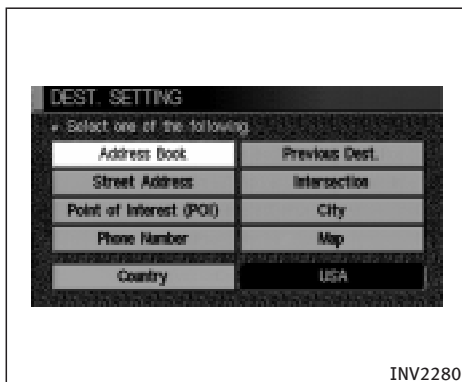 DEST. SETTING
Select one of the following.
Address Book Previous Dest.
Street Address Intersection
Point of Interest (POI) City
Phone Number Map
Country USA
INV2280